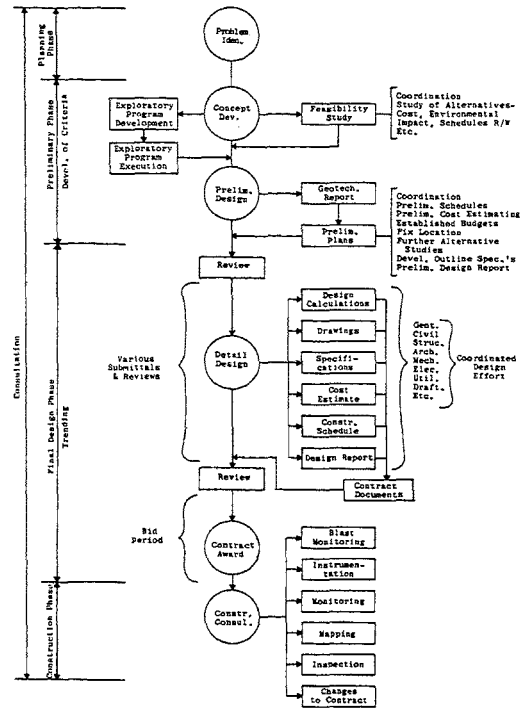 Problem
Iden.
Planning
Phase
Concept
Dev.
Exploratory
Program
Development
Exploratory
Program
Execution
Feasibility
Study
Coordination
Study of Alternatives-
Cost, Environmental
Impact, Schedules R/W
Etc.
Preliminary Phase
Devel. of Criteria
Prelim.
Design
Geotech.
Report
Prelim.
Plans
Coordination
Prelim. Schedules
Prelim. Cost Estimating
Established Budgets
Fix Location
Further Alternative
Studies
Devel. Outline Spec.'s
Prelim. Design Report
Review
Consultation
Final Design Phase
Trending
Various
Submittals
& Reviews
Detail
Design
Design
Calculations
Drawings
Specifi-
cations
Cost
Estimate
Constr.
Schedule
Design Report
Civil
Struc.
Arch.
Mech.
Elec.
Util.
Draft.
Etc.
Coordinated
Design
Effort
Review
Contract
Documents
Bid
Period
Contract
Award
Construction Phase
Constr.
Consul.
Blast
Monitoring
Instrumen-
tation
Monitoring
Mapping
Inspection
Changes
to Contract